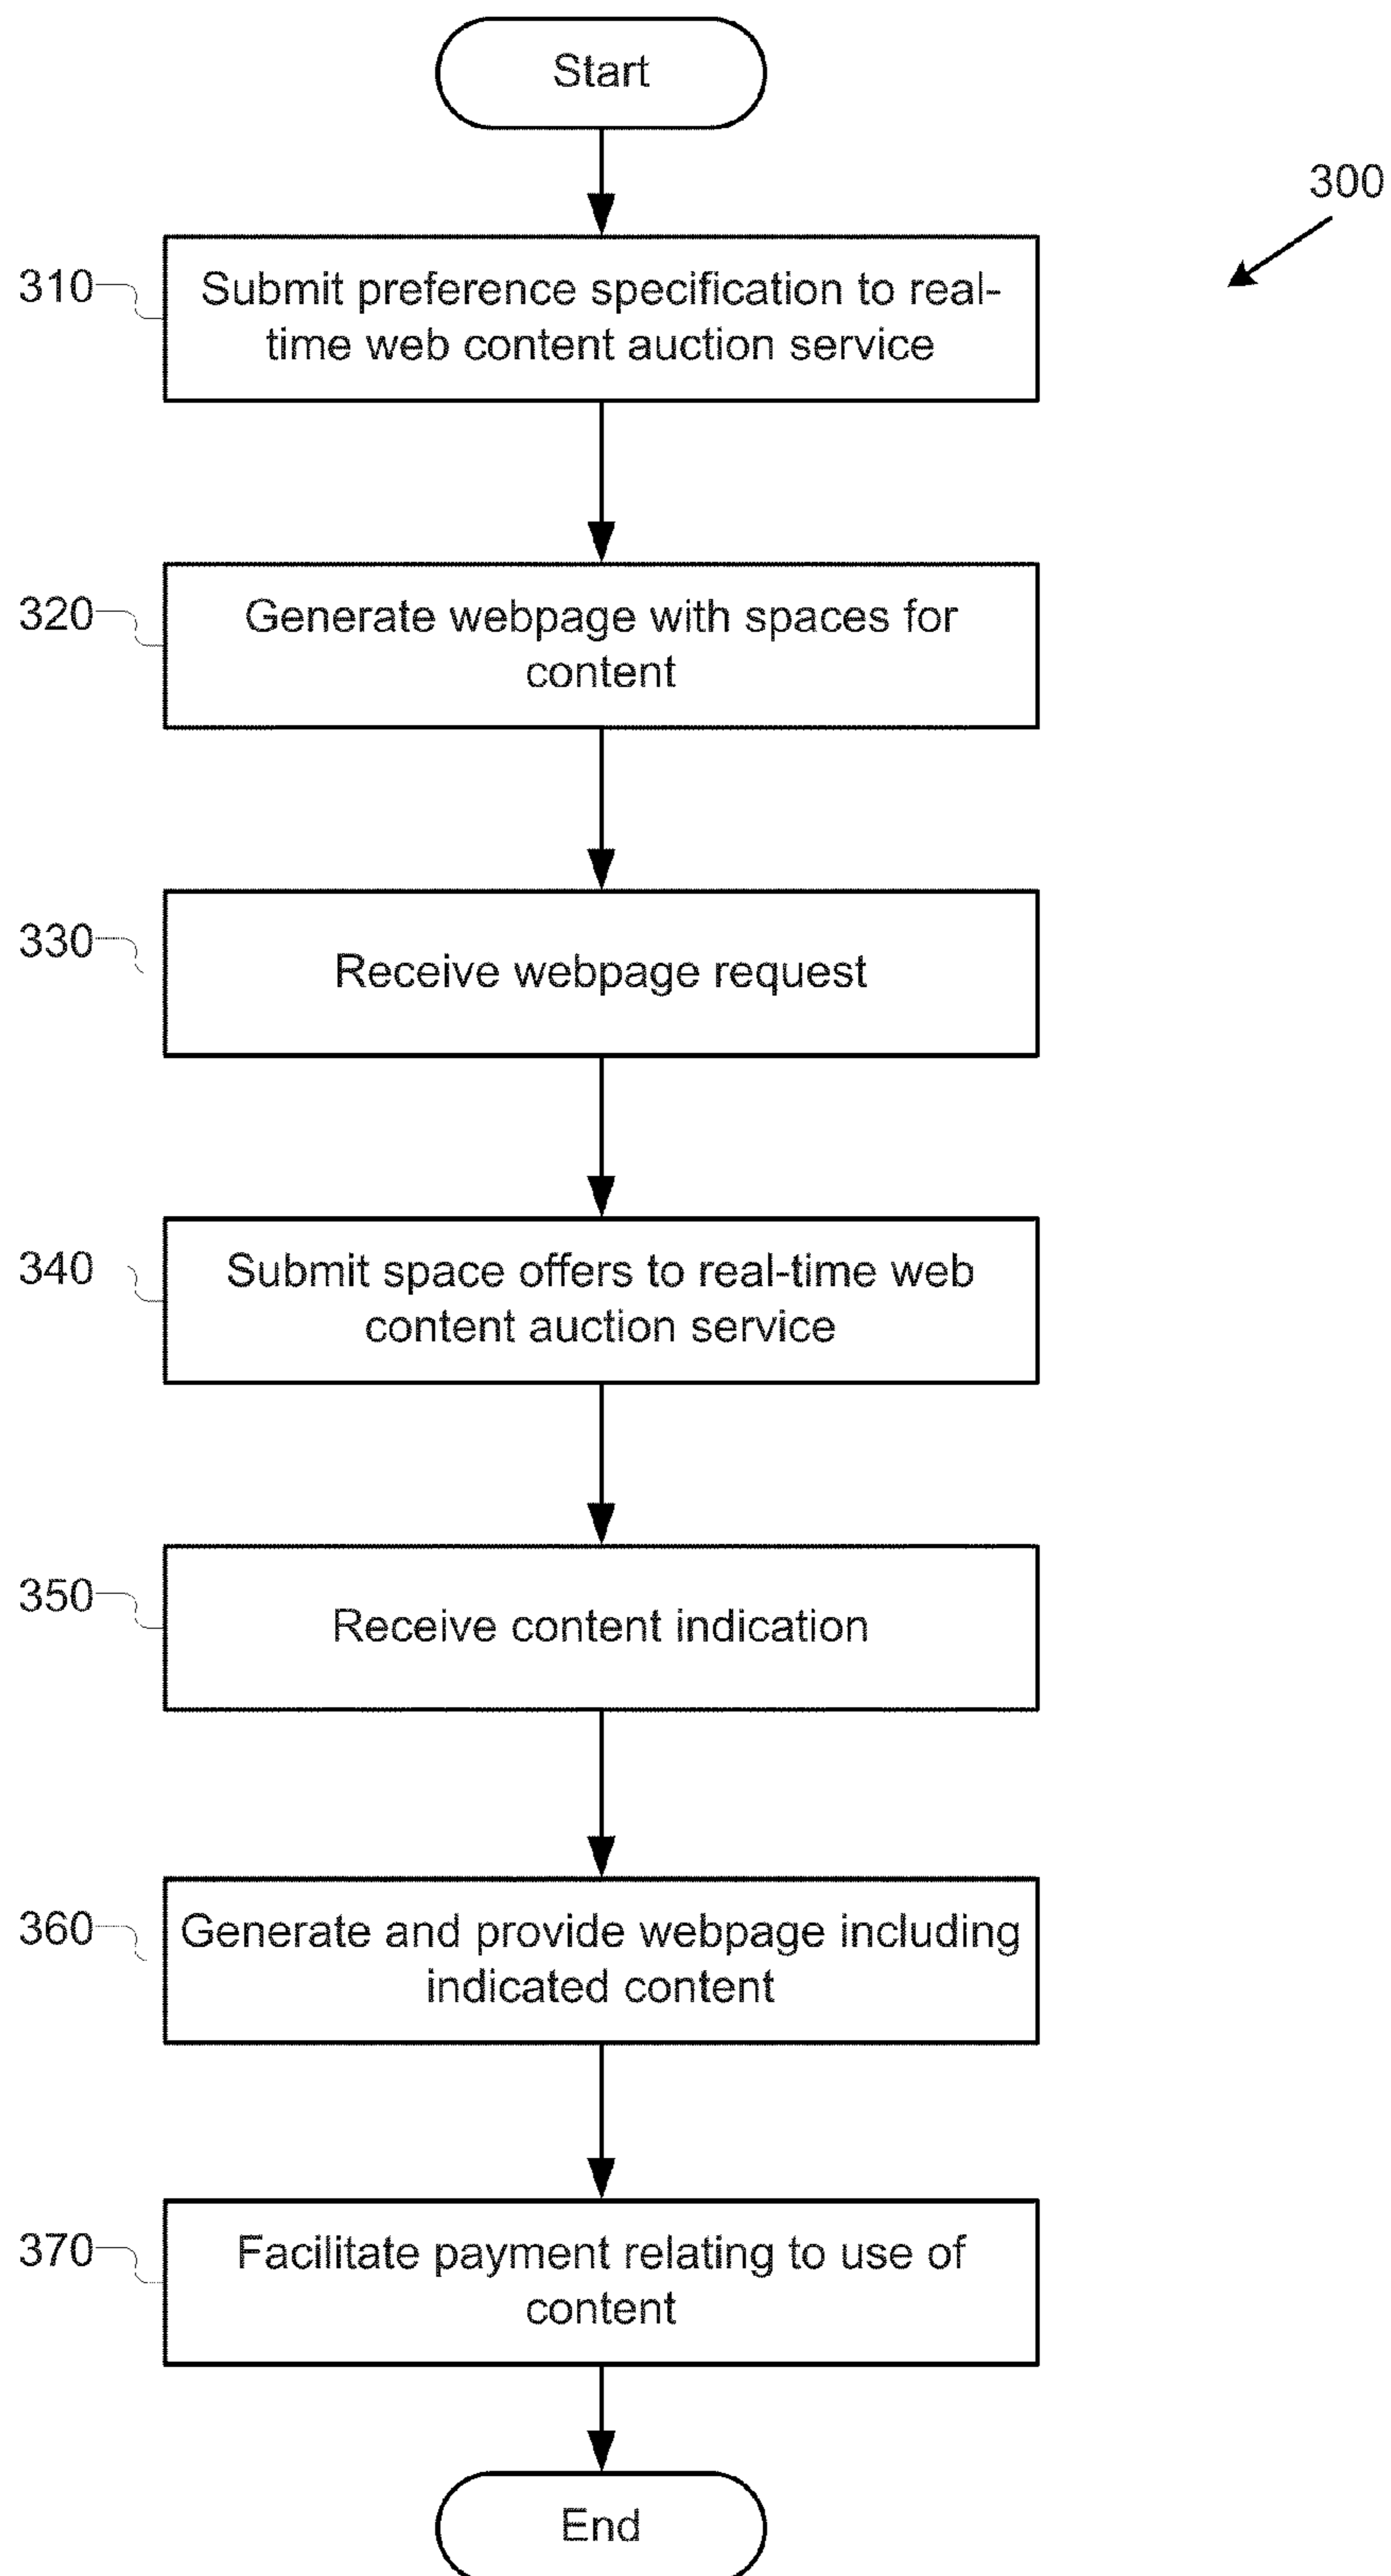 Start
300
310
Submit preference specification to real-
time web content auction service
320
Generate webpage with spaces for
content
330
Receive webpage request
340
Submit space offers to real-time web
content auction service
350
Receive content indication
360
Generate and provide webpage including
indicated content
370
Facilitate payment relating to use of
content
End